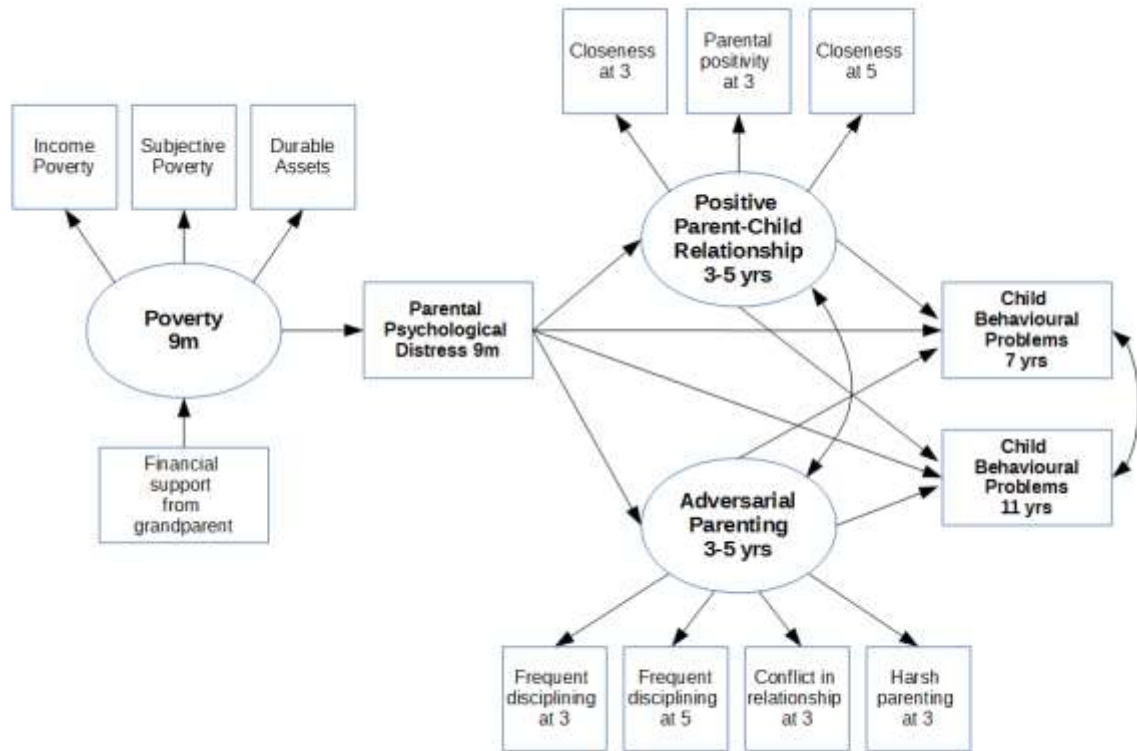 Closeness
at 3
Parental
positivity
at 3
Closeness
at 5
Income
Poverty
Subjective
Poverty
Durable
Assets
Positive
Parent-Child
Relationship
3-5 yrs
Poverty
9m
Parental
Psychological
Distress 9m
Child
Behavioural
Problems
7 yrs
Financial
support
from
grandparent
Child
Behavioural
Problems
11 yrs
Adversarial
Parenting
3-5 yrs
Frequent
disciplining
at 3
Frequent
disciplining
at 5
Conflict in
relationship
at 3
Harsh
parenting
at 3